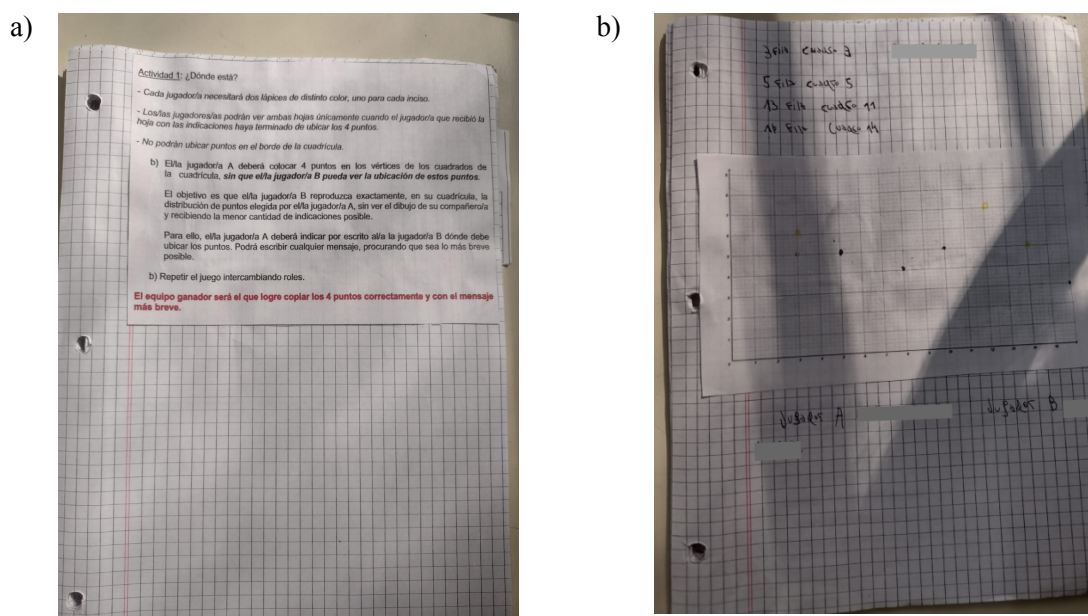 a)
Actividad 1: ¿Dónde está?
- Cada jugador/a necesitará dos lápices de distinto color, uno para cada inciso.
- Los/las jugadores/as podrán ver ambas hojas únicamente cuando el jugador/a que recibió la
hoja con las indicaciones haya terminado de ubicar los 4 puntos.
- No podrán ubicar puntos en el borde de la cuadrícula.
b) El/la jugador/a A deberá colocar 4 puntos en los vértices de los cuadrados de
la cuadrícula, sin que el/la jugador/a B pueda ver la ubicación de estos puntos.
El objetivo es que el/la jugador/a B reproduzca exactamente, en su cuadrícula, la
distribución de puntos elegida por el/la jugador/a A, sin ver el dibujo de su compañero/a
y recibiendo la menor cantidad de indicaciones posible.
Para ello, el/la jugador/a A deberá indicar por escrito al/a la jugador/a B dónde debe
ubicar los puntos. Podrá escribir cualquier mensaje, procurando que sea lo más breve
posible.
b) Repetir el juego intercambiando roles.
El equipo ganador será el que logre copiar los 4 puntos correctamente y con el mensaje
más breve.
b)
3 Fila cuadro 3
5 Fila cuadro 5
13 Fila cuadro 11
Fila Cuadro 14
Jugador A
Jugador B